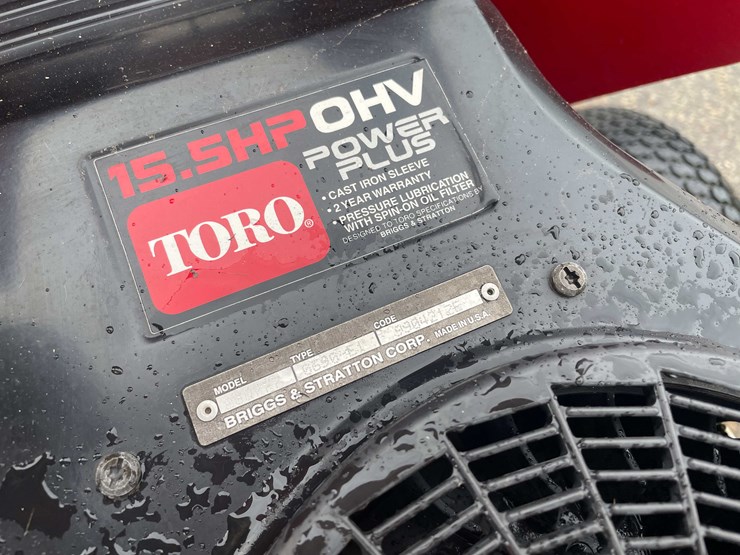 15.5HP OHV
POWER
PLUS
• CAST IRON SLEEVE
• 2 YEAR WARRANTY
• PRESSURE LUBRICATION
WITH SPIN-ON OIL FILTER
DESIGNED TO TORO SPECIFICATIONS BY
BRIGGS & STRATTON
TORO®
MODEL TYPE CODE
BRIGGS & STRATTON CORP. MADE IN U.S.A.